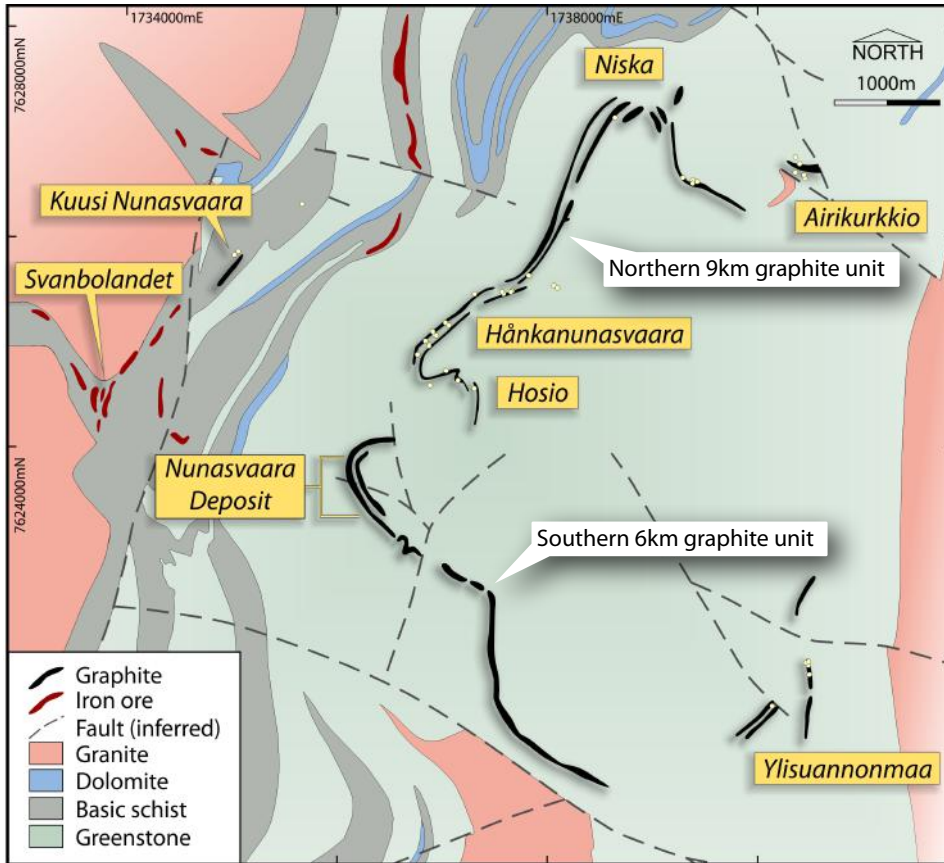 1734000mE
1738000mE
7628000mN
7624000mN
NORTH
1000m
Niska
Kuusi Nunasvaara
Airikurkkio
Svanbolandet
Northern 9km graphite unit
Hånkanunasvaara
Hosio
Nunasvaara
Deposit
Southern 6km graphite unit
Ylisuannonmaa
Graphite
Iron ore
Fault (inferred)
Granite
Dolomite
Basic schist
Greenstone